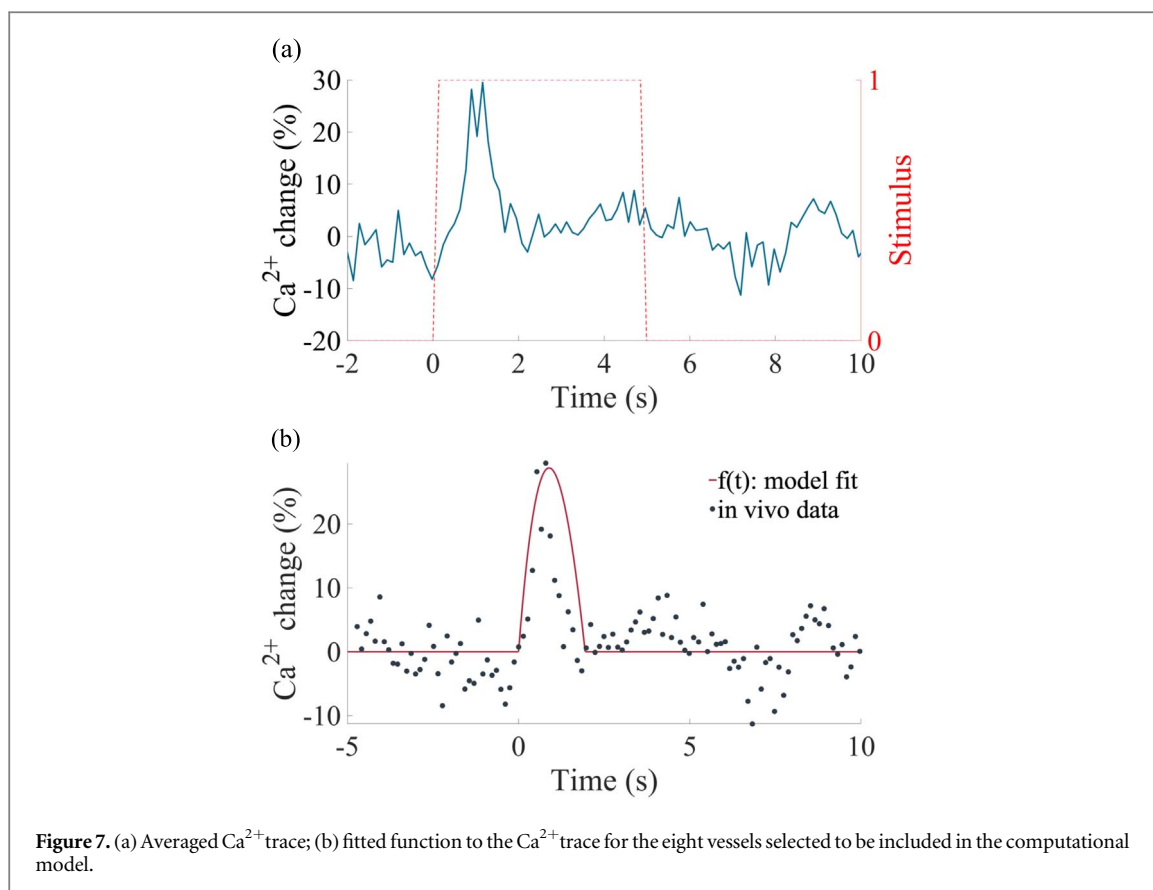 (a)
30
20
10
0
-10
-20
Ca²⁺ change (%)
1
0
Stimulus
-2 0 2 4 6 8 10
Time (s)
(b)
20
10
0
-10
Ca²⁺ change (%)
f(t): model fit
in vivo data
-5 0 5 10
Time (s)
Figure 7. (a) Averaged Ca²⁺ trace; (b) fitted function to the Ca²⁺ trace for the eight vessels selected to be included in the computational
model.